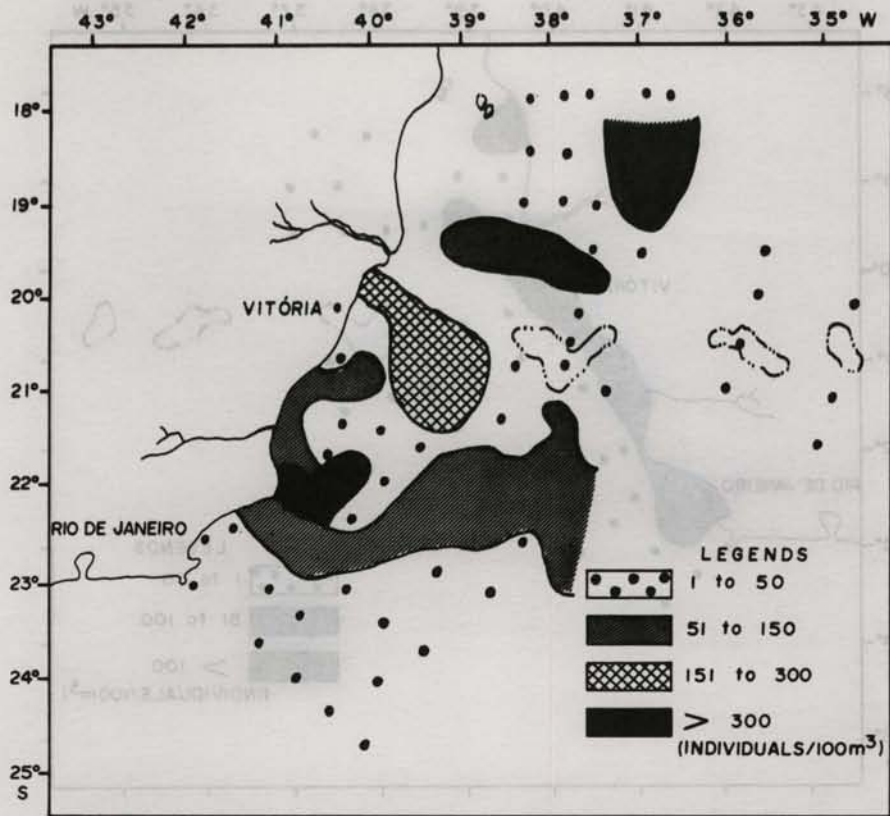 43° 42° 41° 40° 39° 38° 37° 36° 35° W
18°
19°
20°
21°
22°
23°
24°
25°
S
VITÓRIA
RIO DE JANEIRO
LEGENDS
1 to 50
51 to 150
151 to 300
> 300
(INDIVIDUALS/100m³)